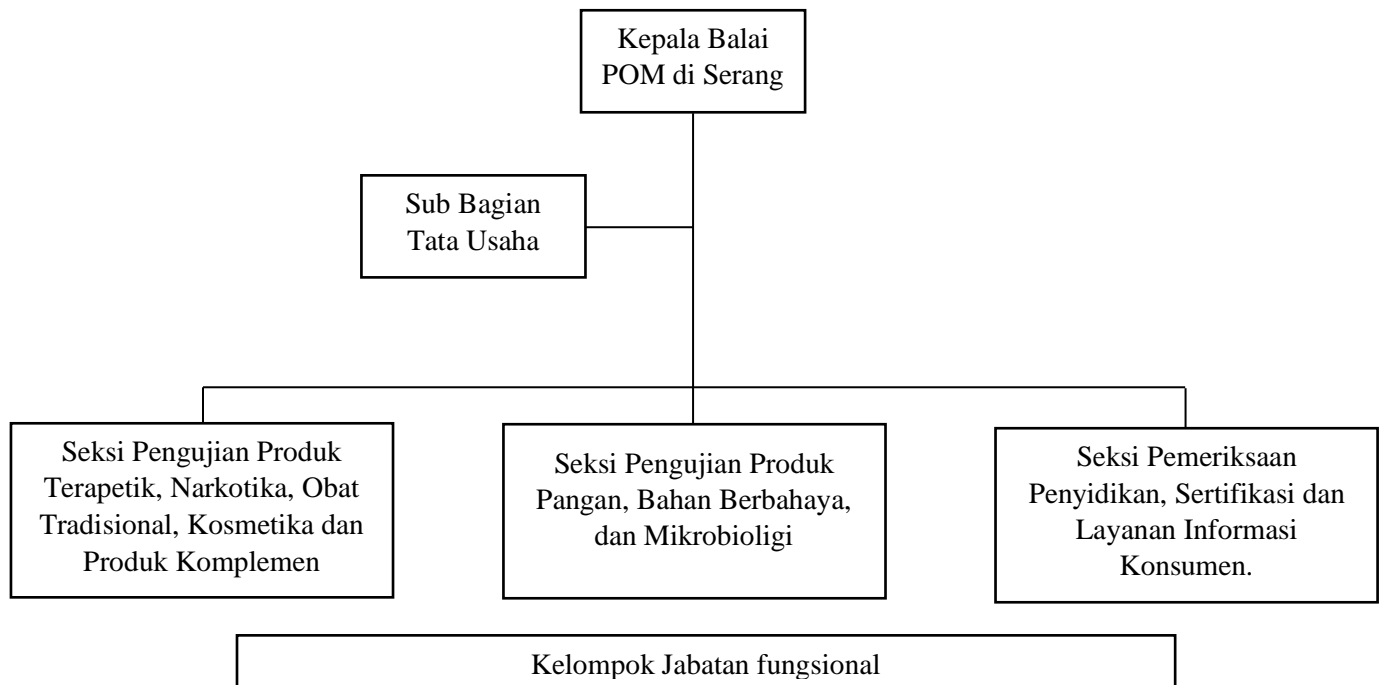 Kepala Balai
POM di Serang
Sub Bagian
Tata Usaha
Seksi Pengujian Produk
Terapetik, Narkotika, Obat
Tradisional, Kosmetika dan
Produk Komplemen
Seksi Pengujian Produk
Pangan, Bahan Berbahaya,
dan Mikrobioligi
Seksi Pemeriksaan
Penyidikan, Sertifikasi dan
Layanan Informasi
Konsumen.
Kelompok Jabatan fungsional